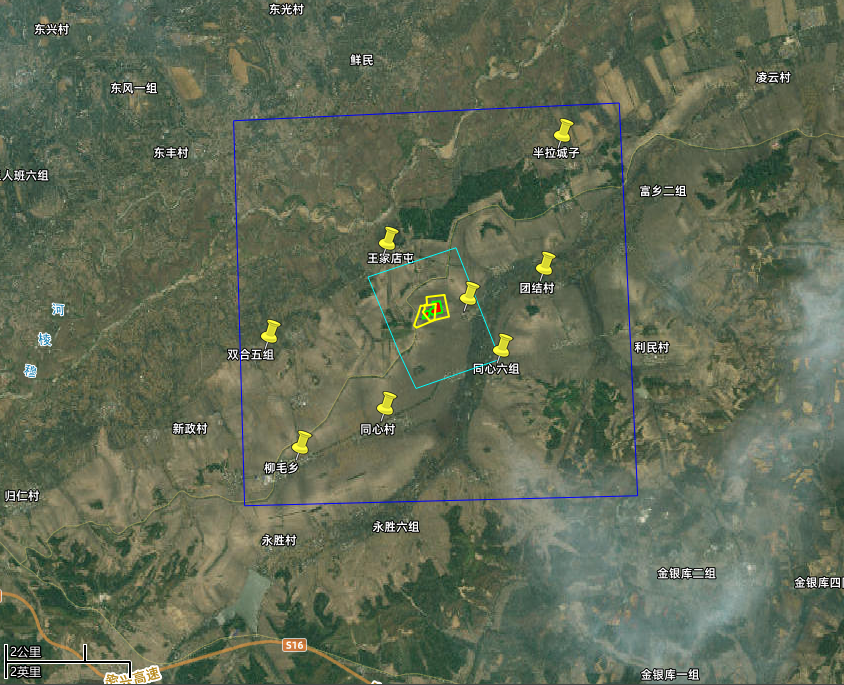 东光村
东兴村
鲜民
凌云村
东风一组
半拉城子
东丰村
人班六组
富乡二组
王家店屯
团结村
河
棱
穆
双合五组
利民村
同心六组
新政村
同心村
柳毛乡
归仁村
永胜六组
永胜村
金银库二组
金银库四
S16
2公里
2英里
高速
金银库一组